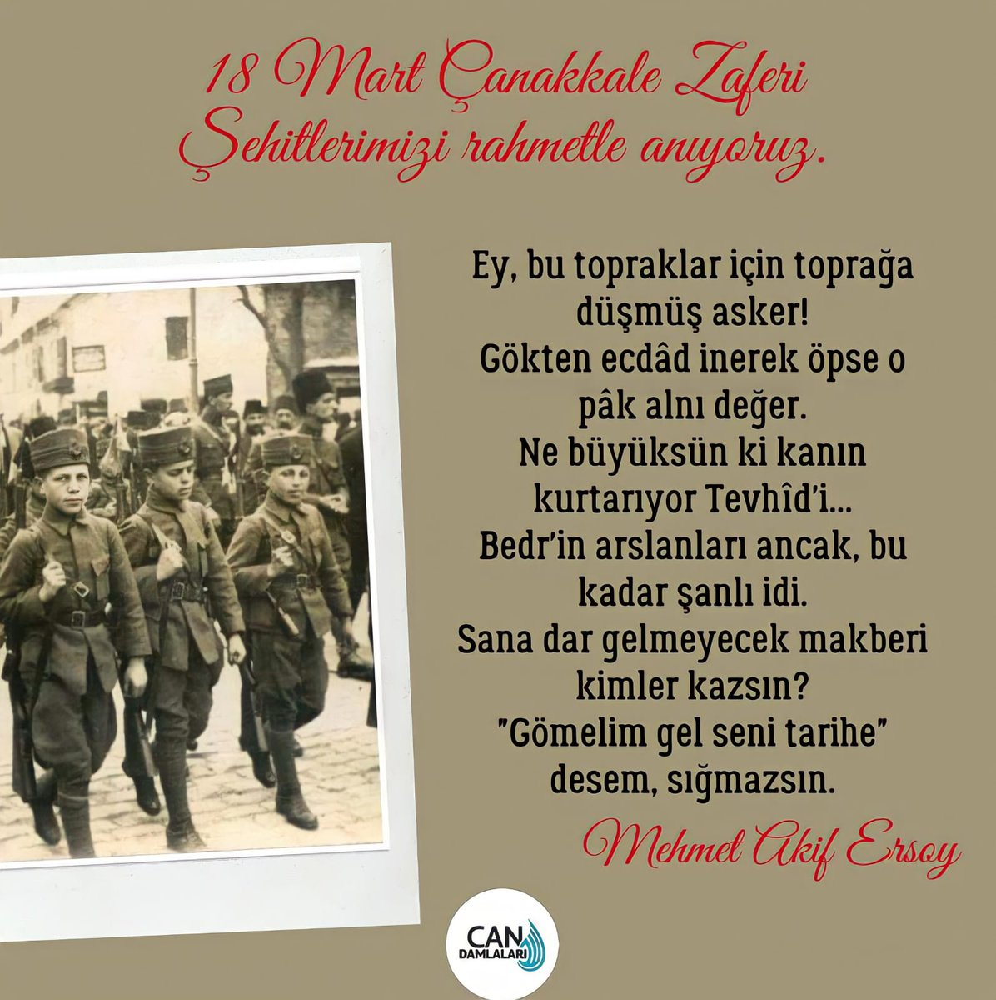 18 Mart Çanakkale Zaferi
Şehitlerimizi rahmetle anıyoruz.
Ey, bu topraklar için toprağa
düşmüş asker!
Gökten ecdâd inerek öpse o
pâk alnı değer.
Ne büyüksün ki kanın
kurtarıyor Tevhîd'i...
Bedr'in arslanları ancak, bu
kadar şanlı idi.
Sana dar gelmeyecek makberi
kimler kazsın?
"Gömelim gel seni tarihe"
desem, sığmazsın.
Mehmet Akif Ersoy
CAN
DAMLALARI